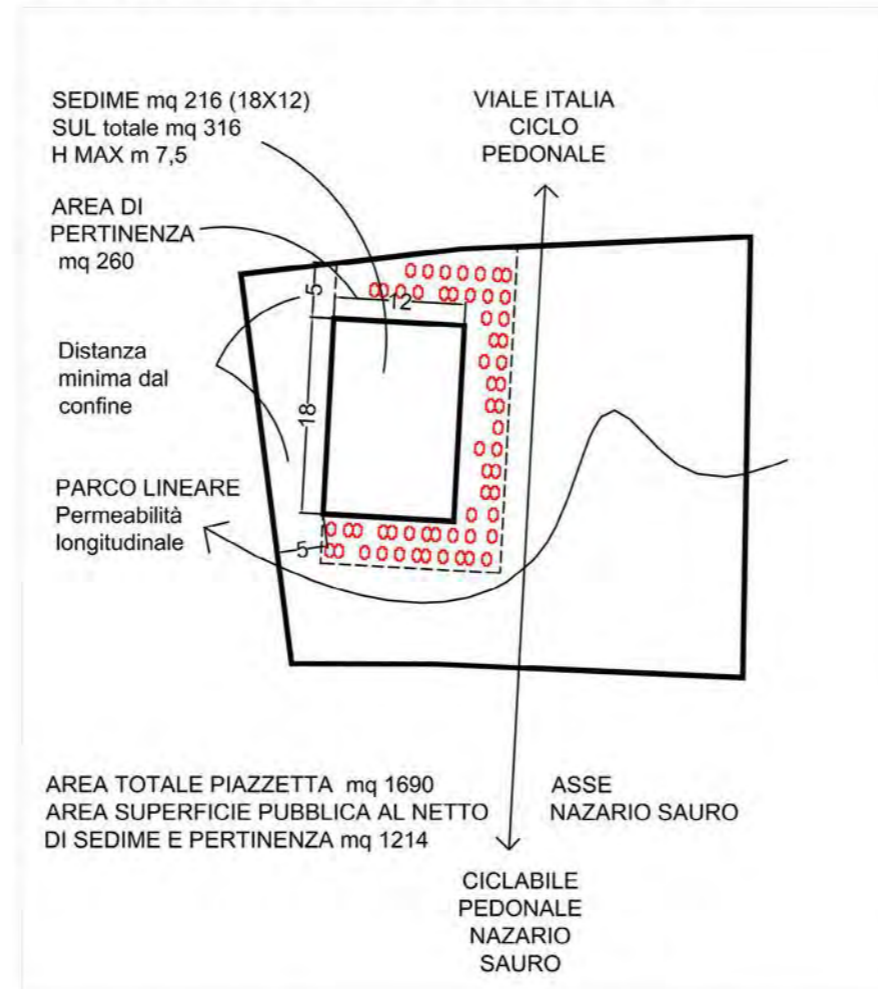 SEDIME mq 216 (18X12)
SUL totale mq 316
H MAX m 7,5
VIALE ITALIA
CICLO
PEDONALE
AREA DI
PERTINENZA
mq 260
5
12
Distanza
minima dal
confine
18
PARCO LINEARE
Permeabilità
longitudinale
5
AREA TOTALE PIAZZETTA mq 1690
AREA SUPERFICIE PUBBLICA AL NETTO
DI SEDIME E PERTINENZA mq 1214
ASSE
NAZARIO SAURO
CICLABILE
PEDONALE
NAZARIO
SAURO